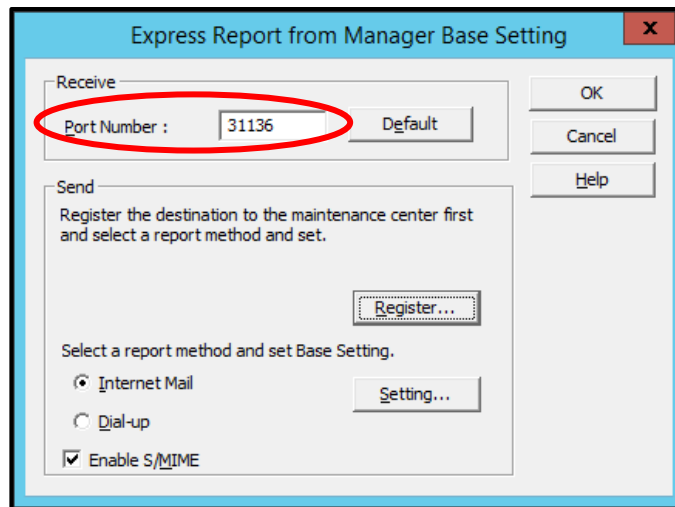 Express Report from Manager Base Setting
x
Receive
Port Number :
31136
Default
OK
Cancel
Help
Send
Register the destination to the maintenance center first
and select a report method and set.
Register...
Select a report method and set Base Setting.
Internet Mail
Setting...
Dial-up
Enable S/MIME